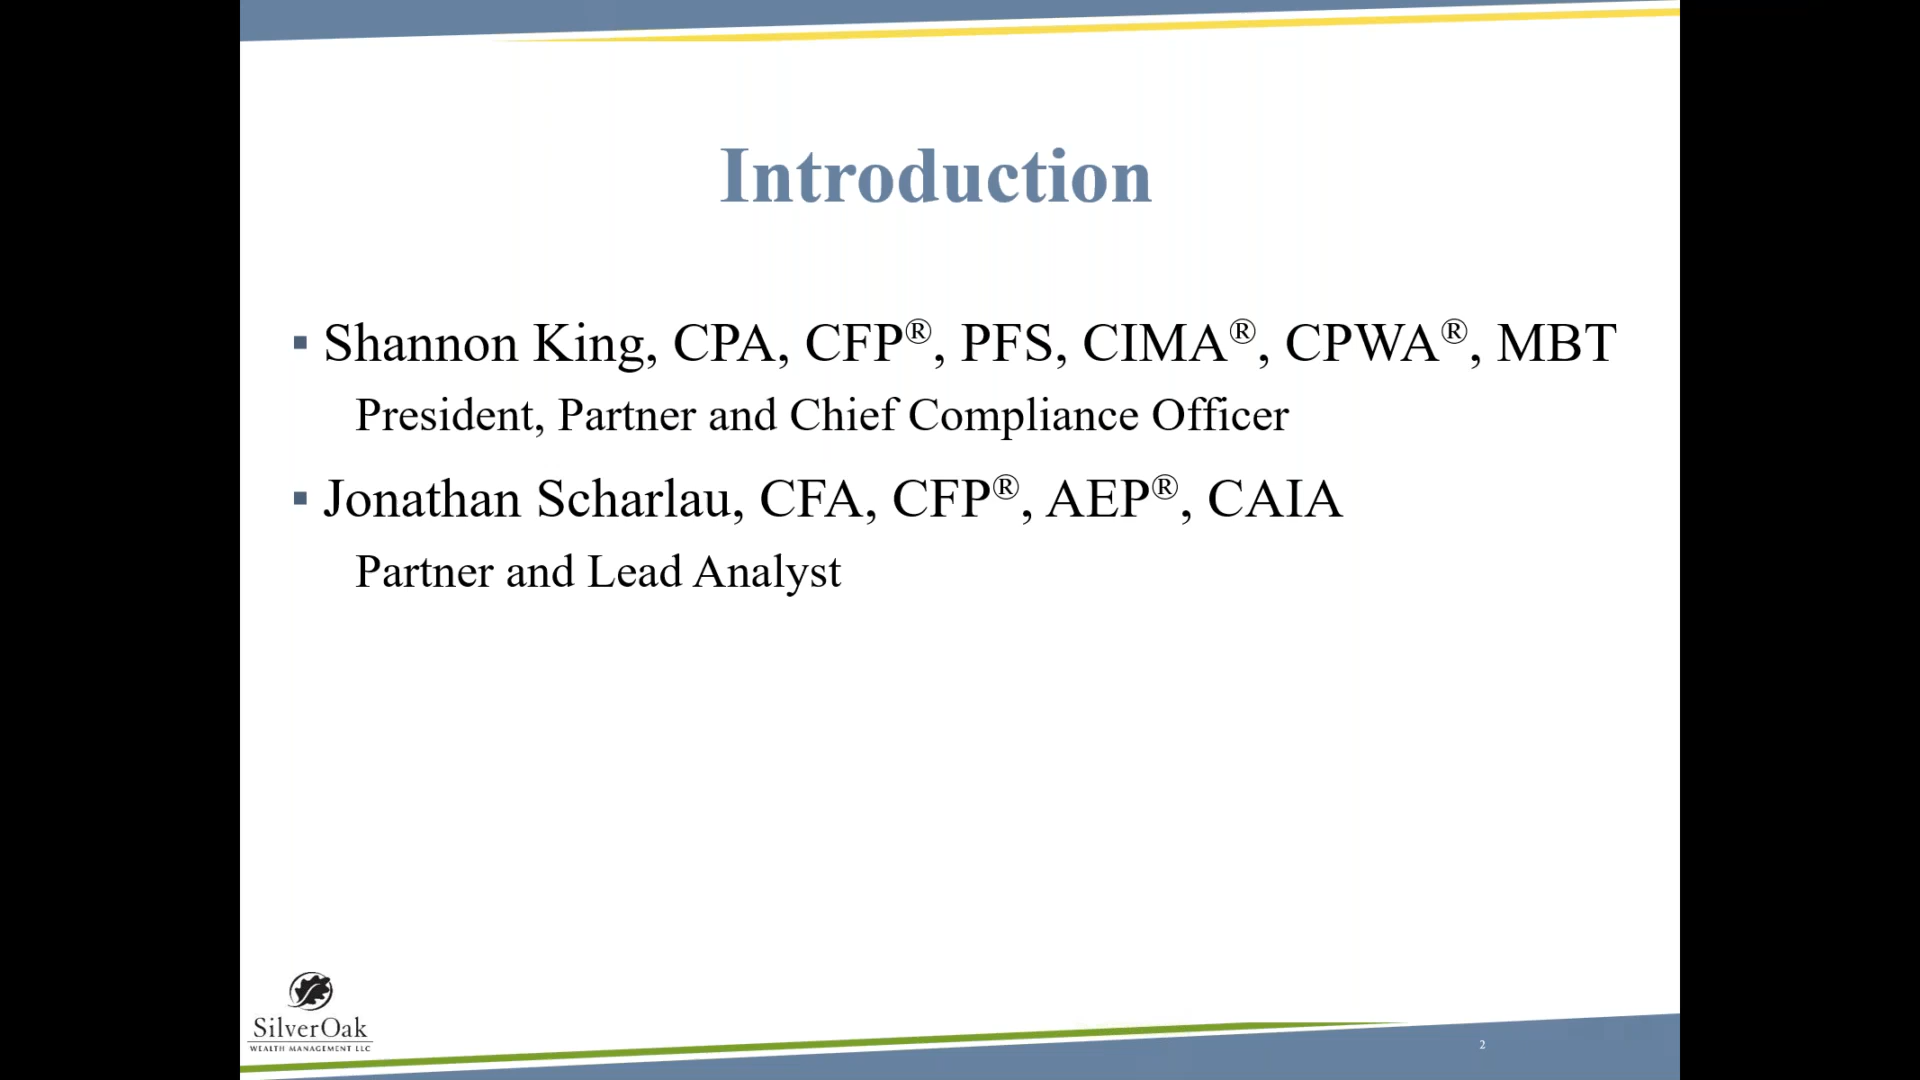 Introduction
▪ Shannon King, CPA, CFP®, PFS, CIMA®, CPWA®, MBT
President, Partner and Chief Compliance Officer
▪ Jonathan Scharlau, CFA, CFP®, AEP®, CAIA
Partner and Lead Analyst
SilverOak
WEALTH MANAGEMENT LLC
2